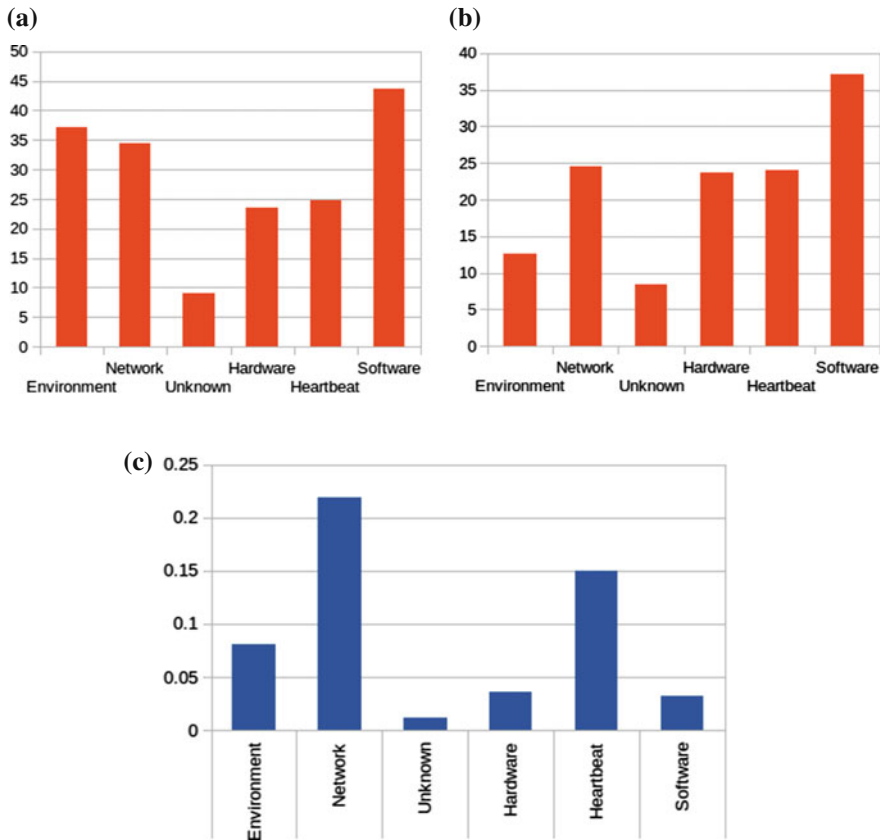 (a)
50
45
40
35
30
25
20
15
10
5
0
Network Hardware Software
Environment Unknown Heartbeat
(b)
40
35
30
25
20
15
10
5
0
Network Hardware Software
Environment Unknown Heartbeat
(c)
0.25
0.2
0.15
0.1
0.05
0
Environment
Network
Unknown
Hardware
Heartbeat
Software